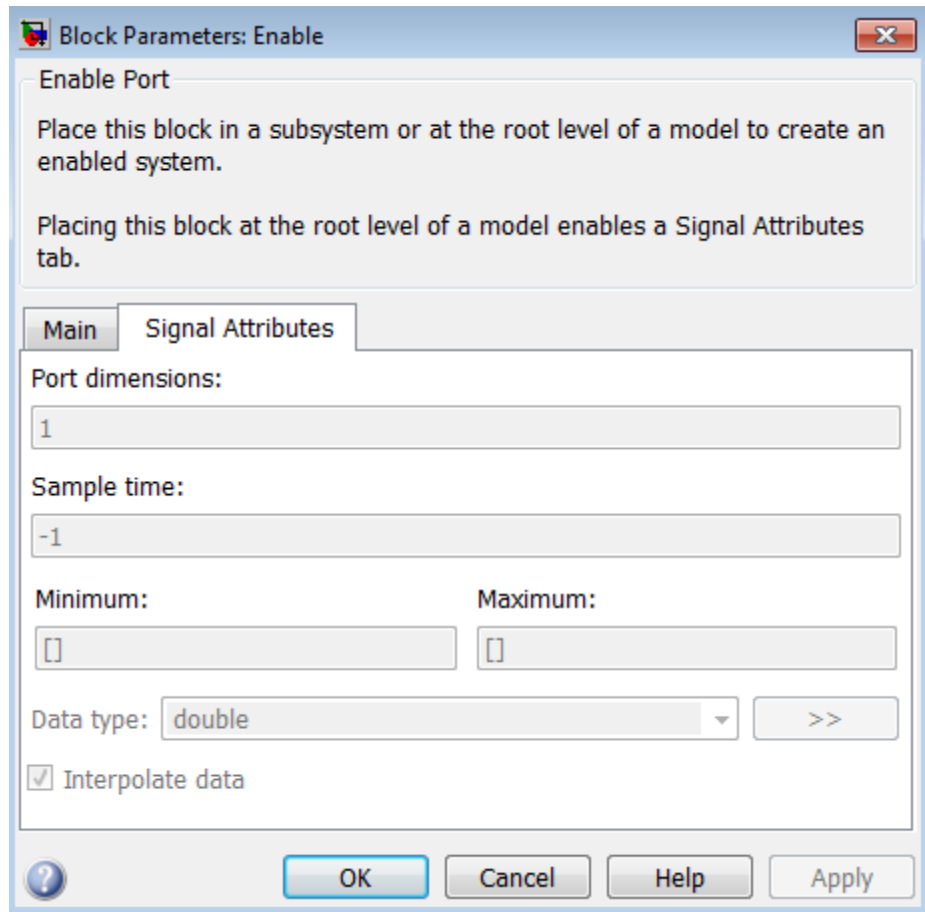 Block Parameters: Enable
Enable Port
Place this block in a subsystem or at the root level of a model to create an
enabled system.
Placing this block at the root level of a model enables a Signal Attributes
tab.
Main Signal Attributes
Port dimensions:
1
Sample time:
-1
Minimum: Maximum:
[] []
Data type: double >>
Interpolate data
? OK Cancel Help Apply